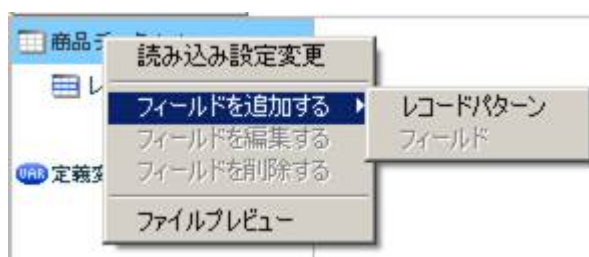 商品デ
読み込み設定変更
レ
フィールドを追加する
レコードパターン
フィールドを編集する
フィールド
VAR 定義変
フィールドを削除する
ファイルプレビュー